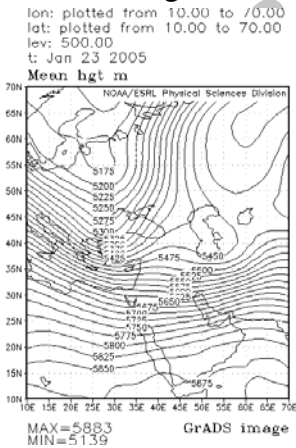 lon: plotted from 10.00 to 70.00
lat: plotted from 10.00 to 70.00
lev: 500.00
t: Jan 23 2005
Mean hgt m
NOAA/ESRL Physical Sciences Division
70N
65N
60N
55N
50N
45N
40N
35N
30N
25N
20N
15N
10N
5175
5200
5225
5250
5275
5300
5425
5475
5450
5500
5650
5675
5700
5725
5750
5775
5800
5825
5850
5875
10E 15E 20E 25E 30E 35E 40E 45E 50E 55E 60E 65E 70E
MAX=5883
MIN=5139
GrADS image